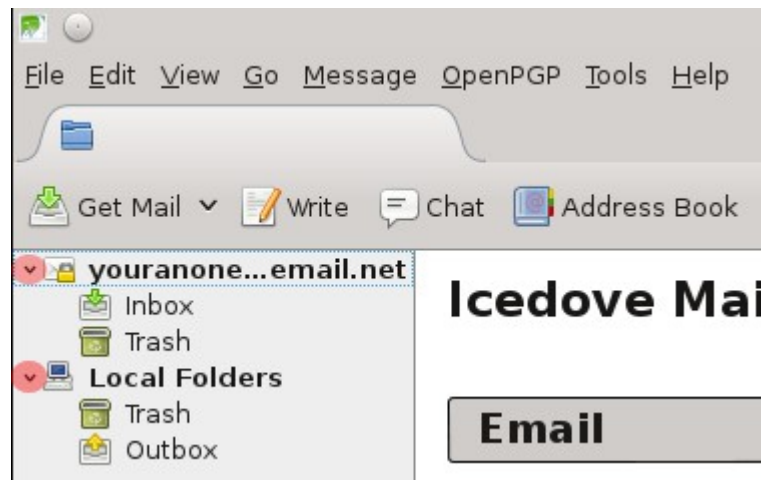 File Edit View Go Message OpenPGP Tools Help
Get Mail Write Chat Address Book
youranone...email.net
Inbox
Trash
Local Folders
Trash
Outbox
Icedove Mai
Email